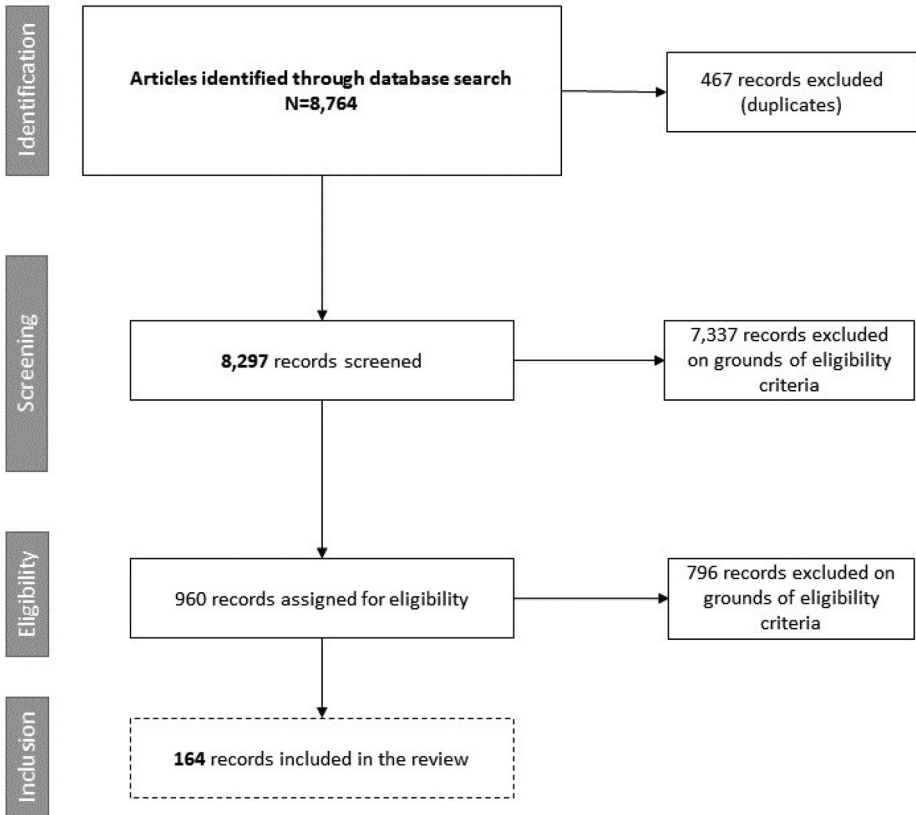 Identification
Articles identified through database search
N=8,764
467 records excluded
(duplicates)
Screening
8,297 records screened
7,337 records excluded
on grounds of eligibility
criteria
Eligibility
960 records assigned for eligibility
796 records excluded on
grounds of eligibility
criteria
Inclusion
164 records included in the review